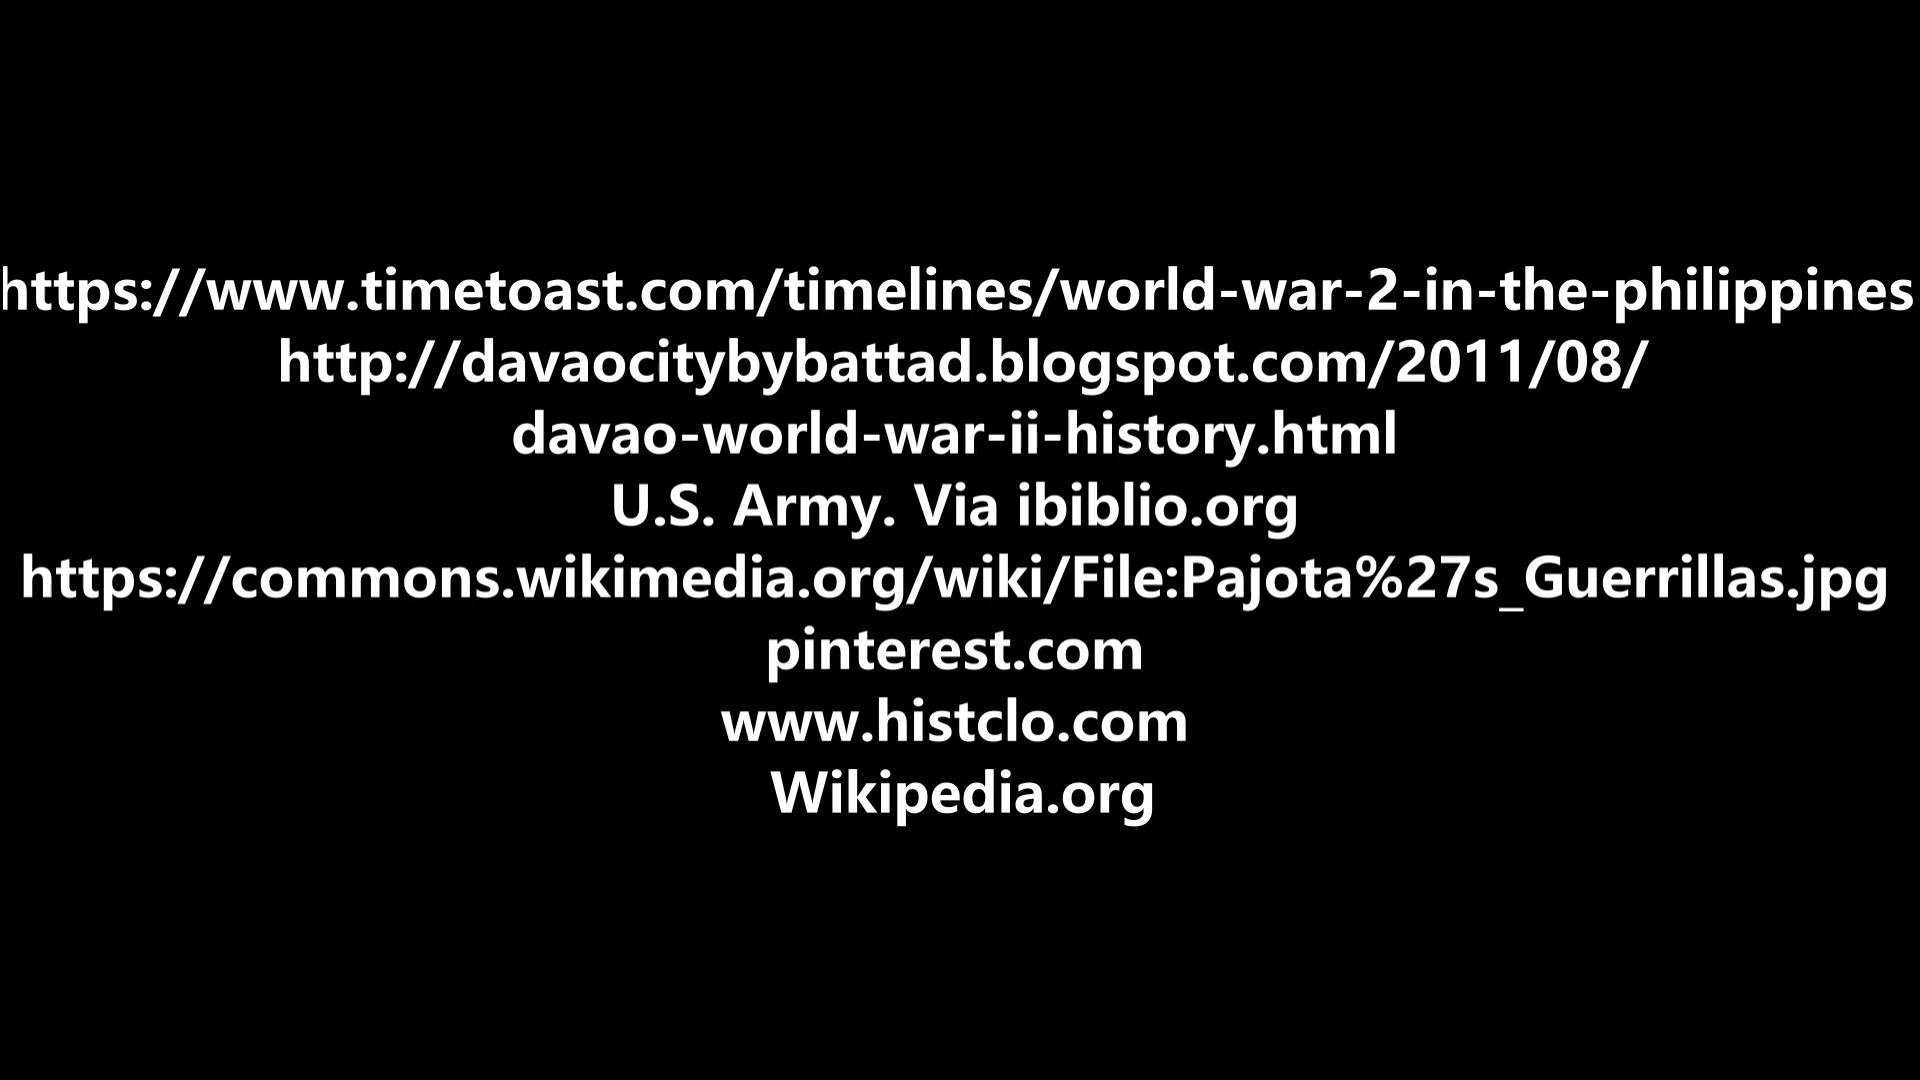 https://www.timetoast.com/timelines/world-war-2-in-the-philippines
http://davaocitybybattad.blogspot.com/2011/08/
davao-world-war-ii-history.html
U.S. Army. Via ibiblio.org
https://commons.wikimedia.org/wiki/File:Pajota%27s_Guerrillas.jpg
pinterest.com
www.histclo.com
Wikipedia.org